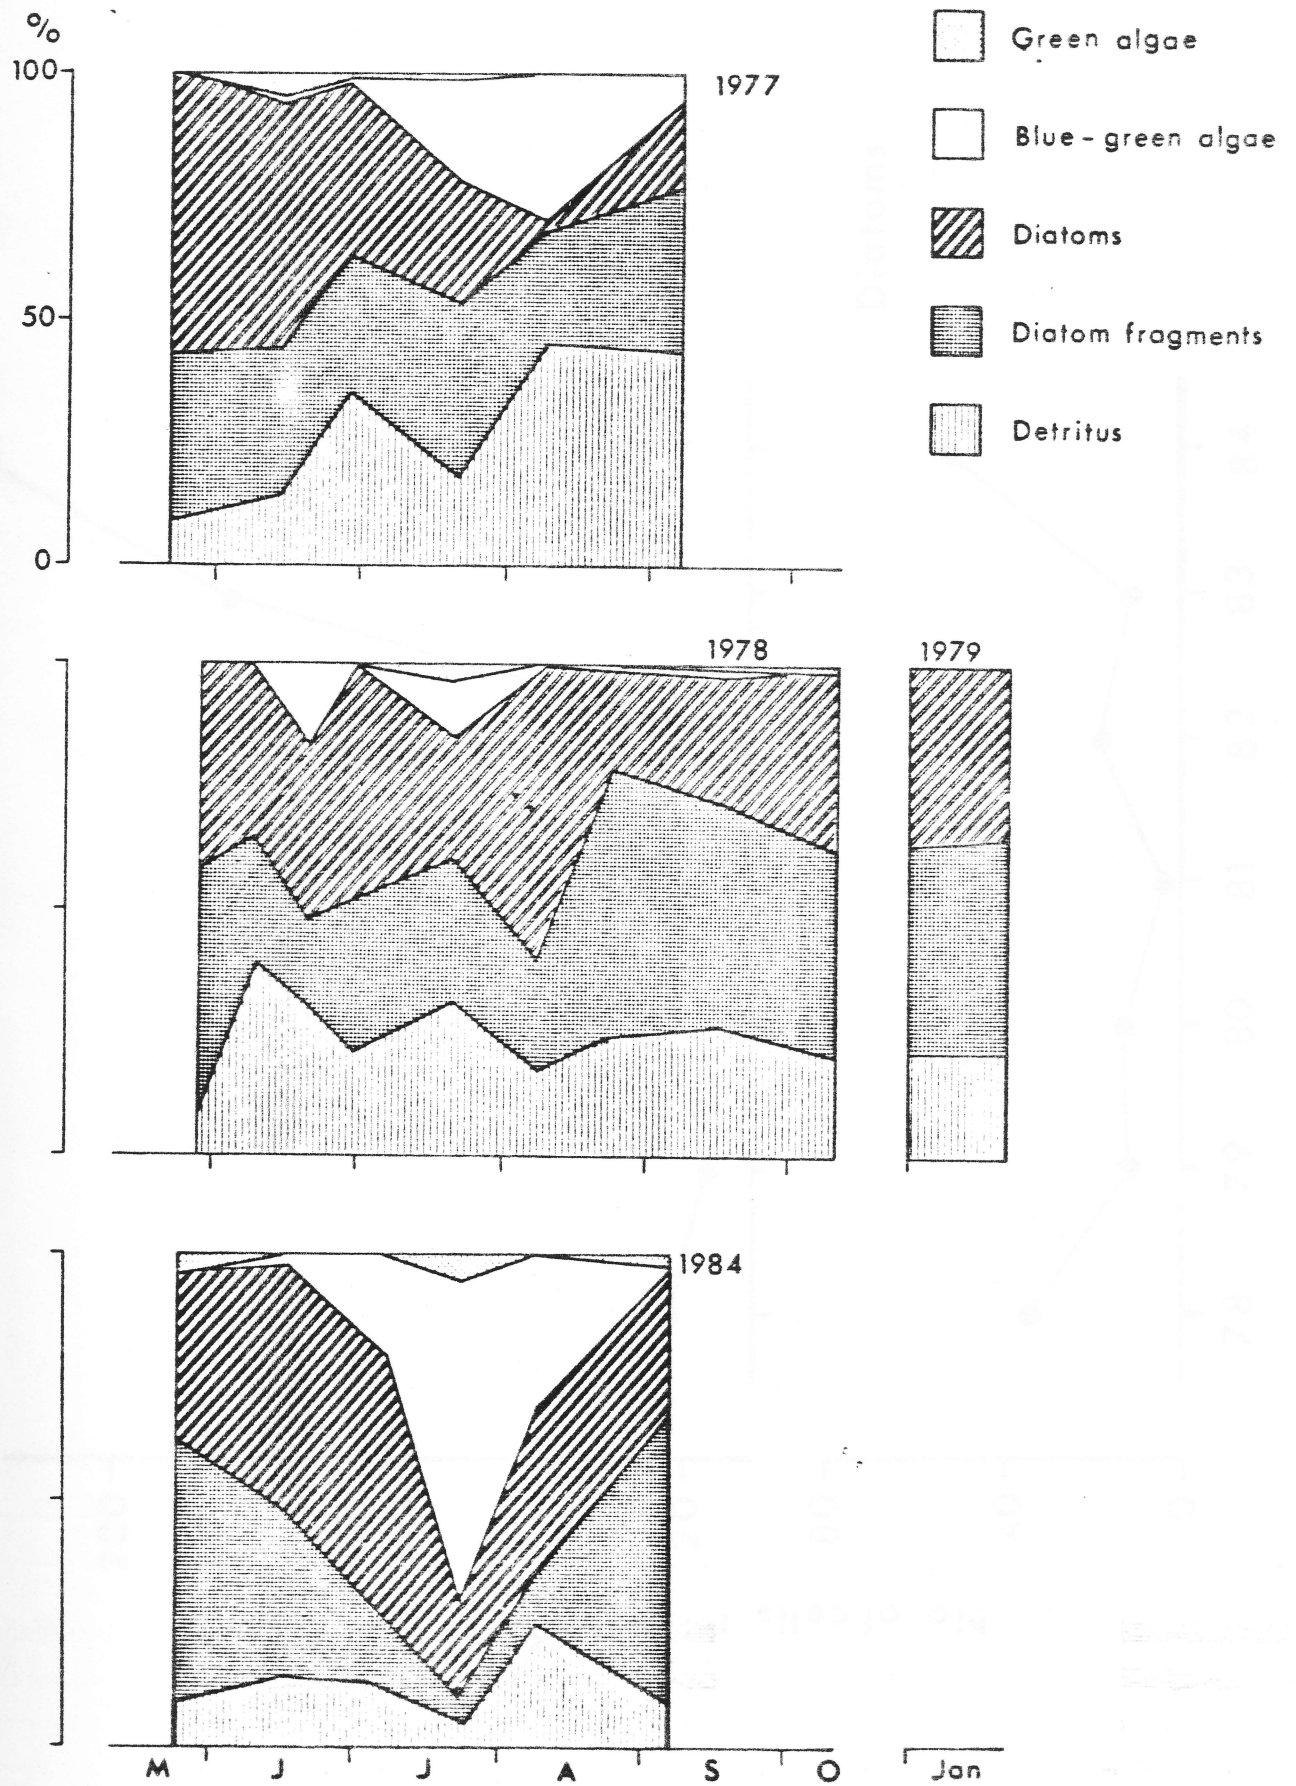 %
100
50
0
1977
Green algae
Blue-green algae
Diatoms
Diatom fragments
Detritus
1978
1979
1984
M J J A S O Jan